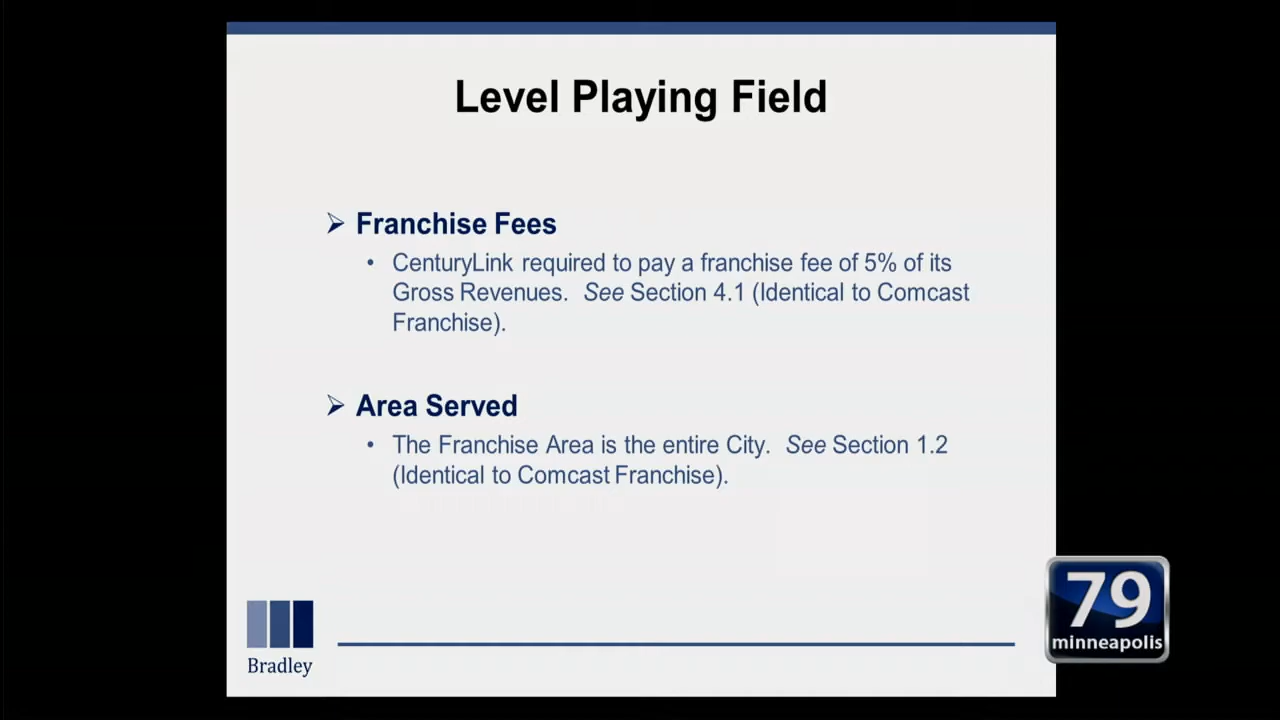 Level Playing Field
➢ Franchise Fees
• CenturyLink required to pay a franchise fee of 5% of its
Gross Revenues. See Section 4.1 (Identical to Comcast
Franchise).
➢ Area Served
• The Franchise Area is the entire City. See Section 1.2
(Identical to Comcast Franchise).
Bradley
79
minneapolis